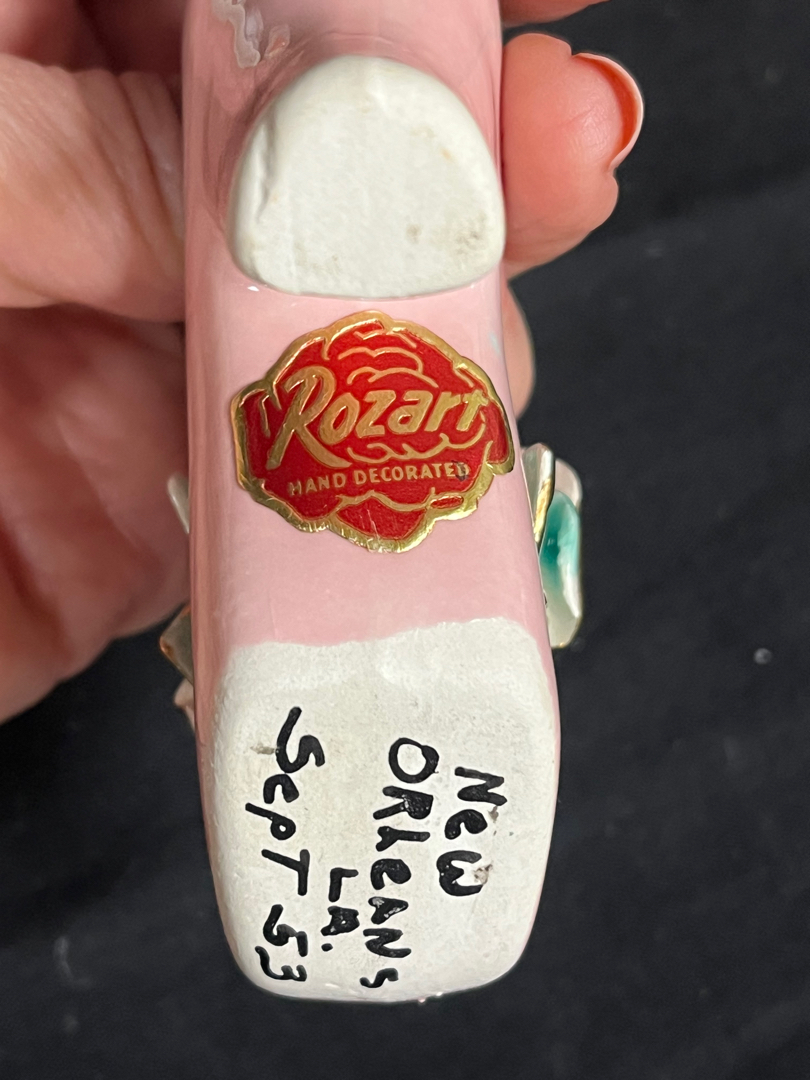 Rozart
HAND DECORATED
New
ORleANs
LA.
SepT 53